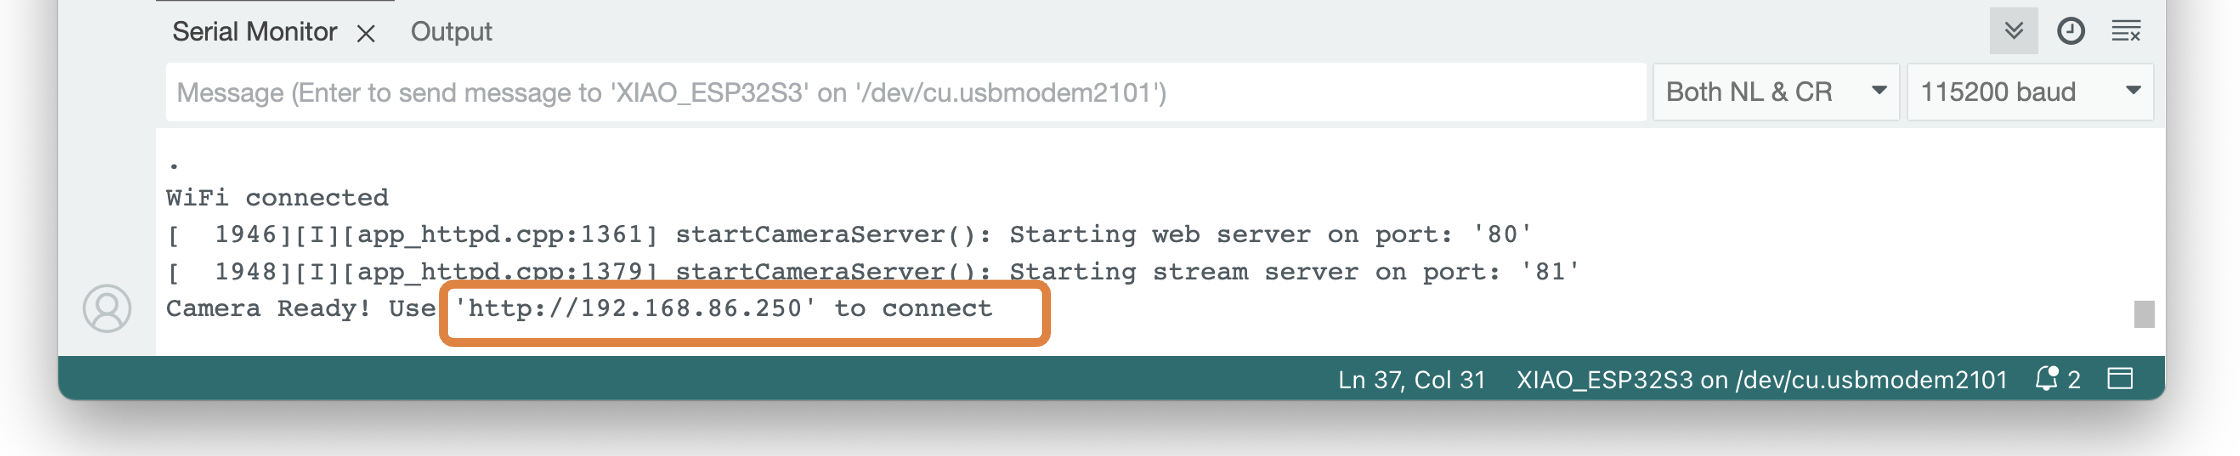 Serial Monitor Output
Message (Enter to send message to 'XIAO_ESP32S3' on '/dev/cu.usbmodem2101') Both NL & CR 115200 baud
.
WiFi connected
[  1946][I][app_httpd.cpp:1361] startCameraServer(): Starting web server on port: '80'
[  1948][I][app_httpd.cpp:1379] startCameraServer(): Starting stream server on port: '81'
Camera Ready! Use 'http://192.168.86.250' to connect
Ln 37, Col 31 XIAO_ESP32S3 on /dev/cu.usbmodem2101 2